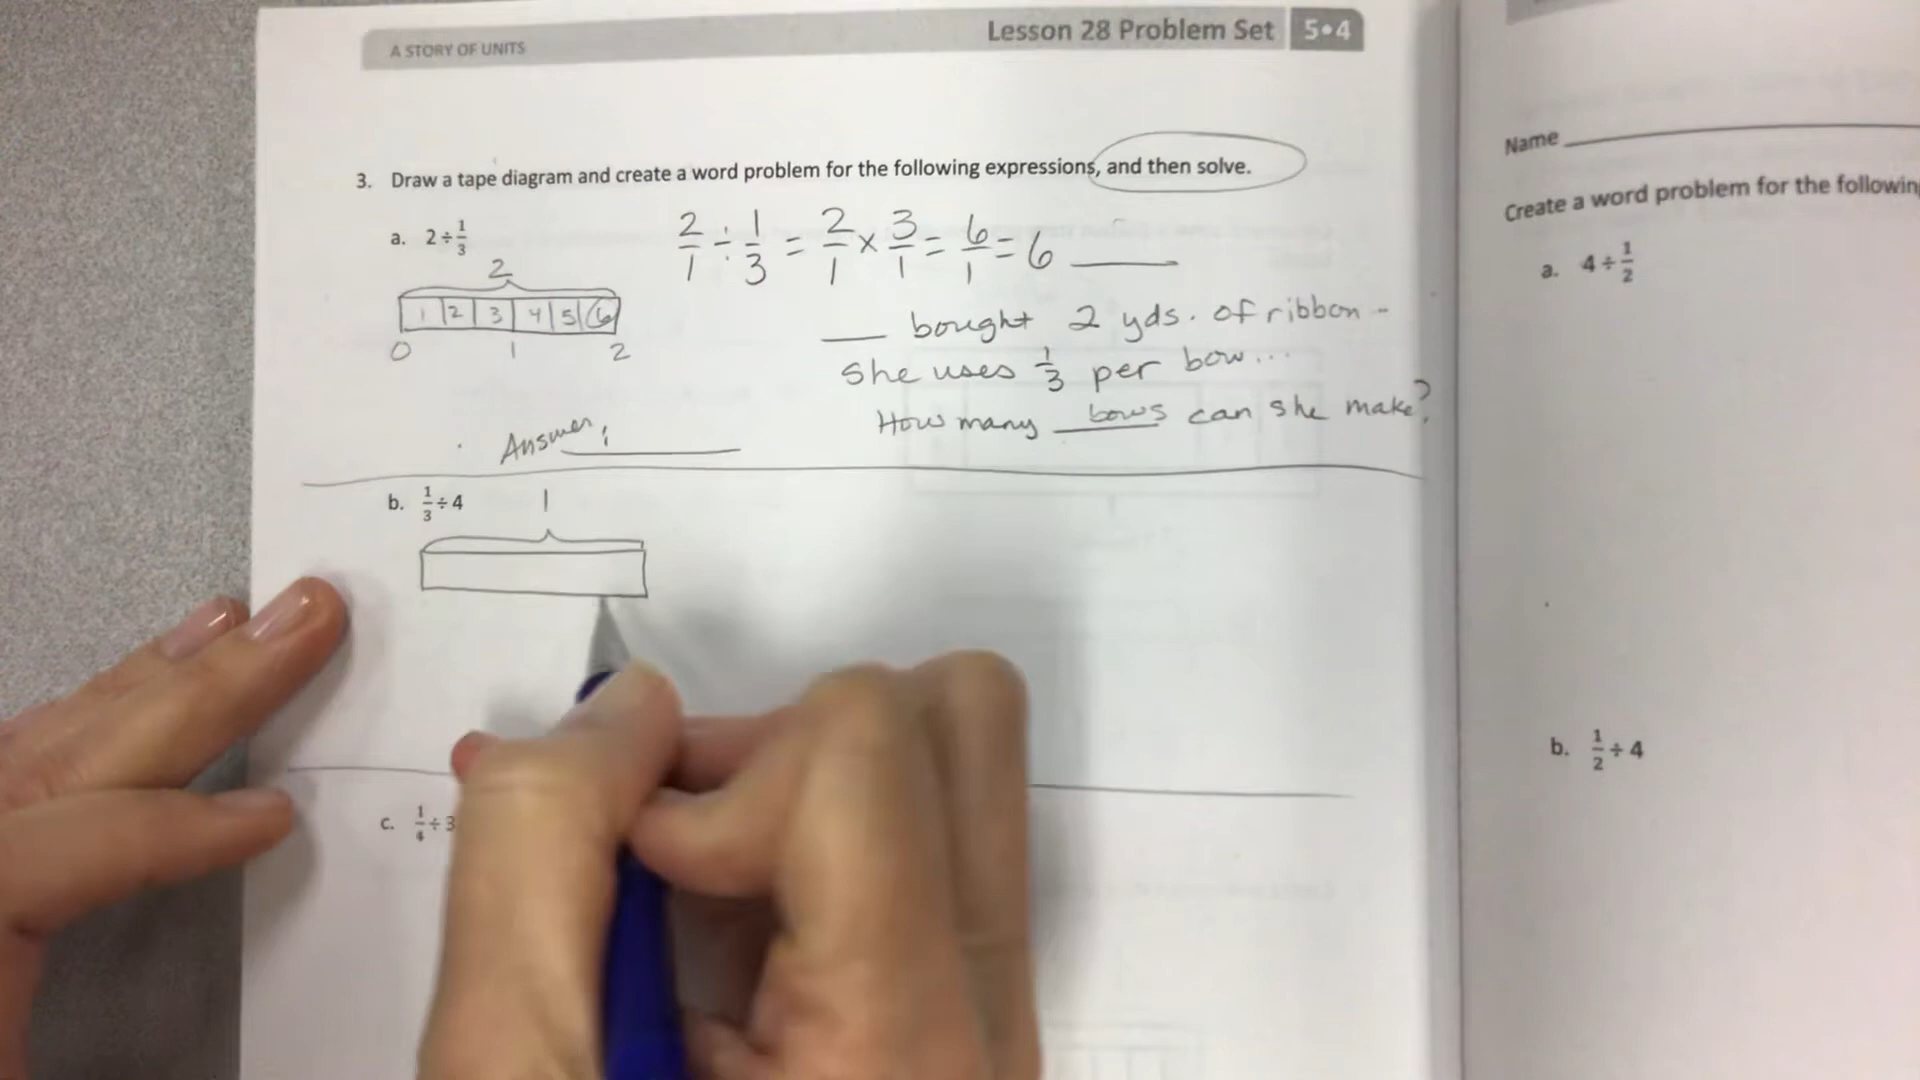 A STORY OF UNITS
Lesson 28 Problem Set 5•4
3. Draw a tape diagram and create a word problem for the following expressions, and then solve.
a. 2 ÷ 1/3
2/1 ÷ 1/3 = 2/1 × 3/1 = 6/1 = 6 ____
2
1 2 3 4 5 6
0 1 2
___ bought 2 yds. of ribbon -
she uses 1/3 per bow...
How many bows can she make?
Answer: ____
b. 1/3 ÷ 4
1
c. 1/4 ÷ 3
Name ____
Create a word problem for the
a. 4 ÷ 1/2
b. 1/2 ÷ 4